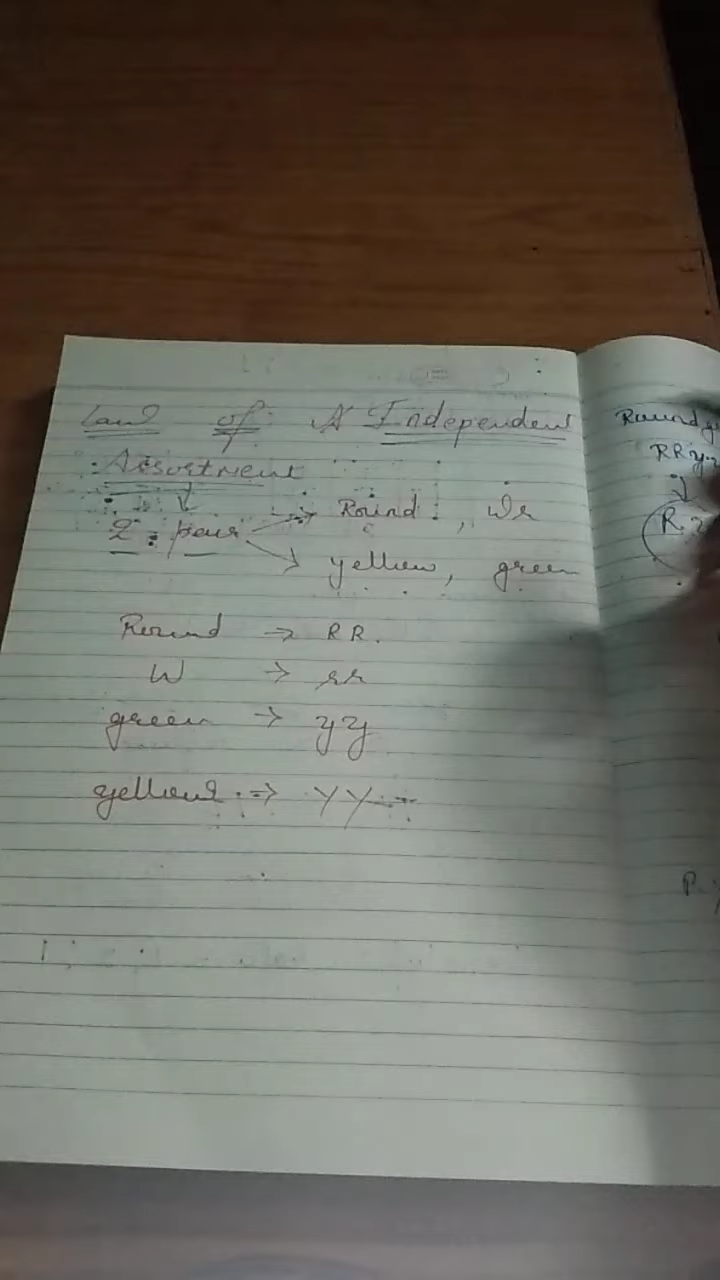 Law of A Independent
Assortment
2 pair → Round, Wr
→ yellow, green
Round → RR.
W → rr
green → yy
yellow → YY
Round
RRy
↓
R